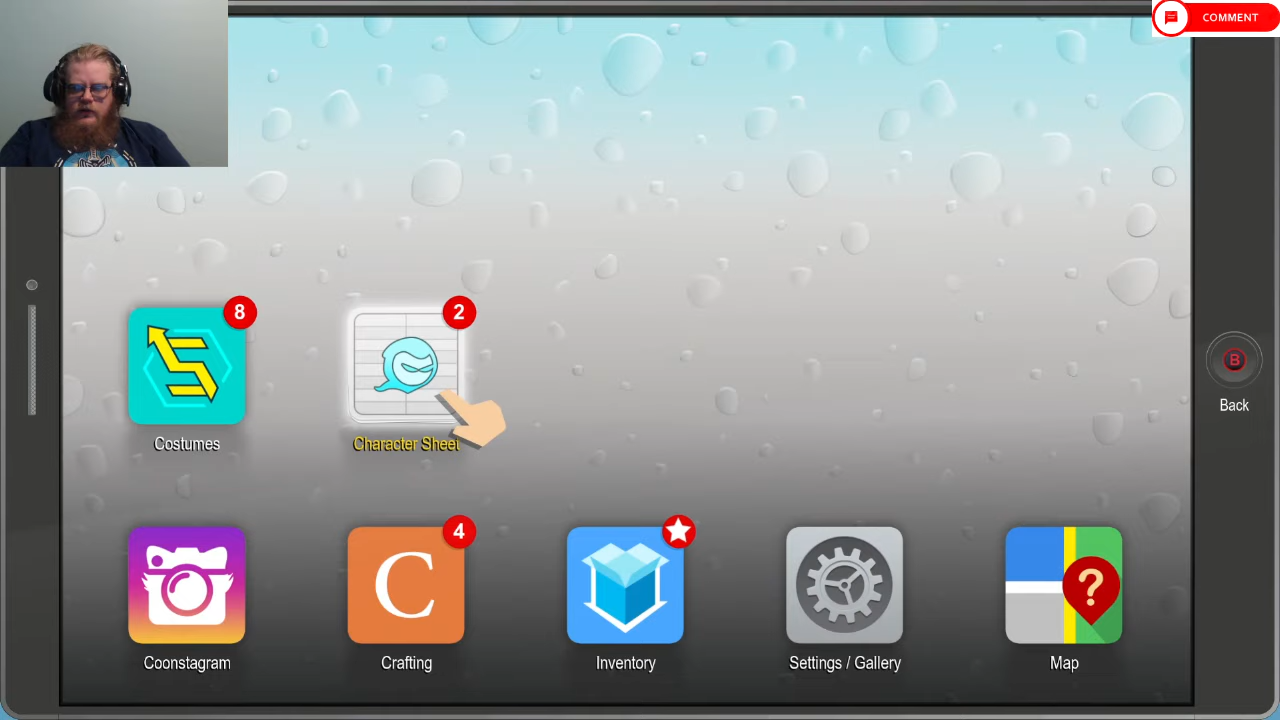 COMMENT
8
2
Costumes
Character Sheet
B
Back
4
C
?
Coonstagram
Crafting
Inventory
Settings / Gallery
Map